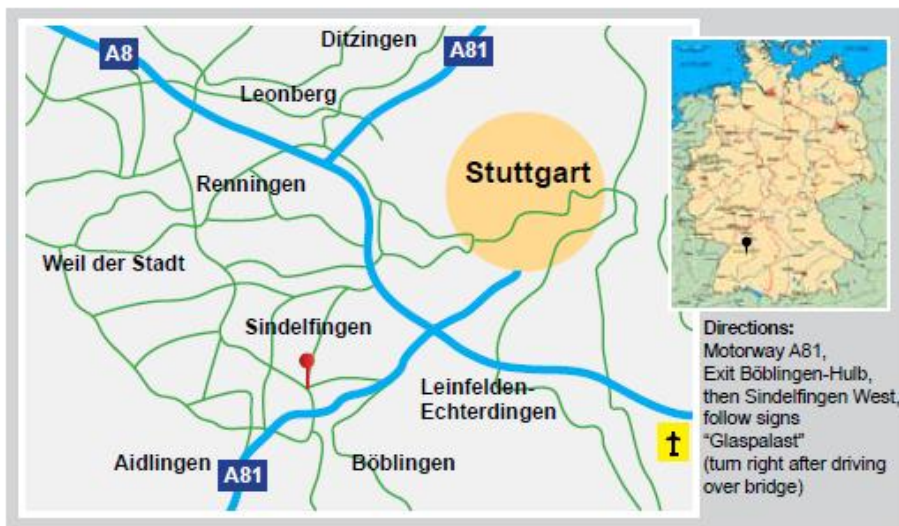 Ditzingen
A8
A81
Leonberg
Stuttgart
Renningen
Weil der Stadt
Sindelfingen
Leinfelden-
Echterdingen
Aidlingen
A81
Böblingen
Directions:
Motorway A81,
Exit Böblingen-Hulb,
then Sindelfingen West,
follow signs
“Glaspalast”
(turn right after driving
over bridge)